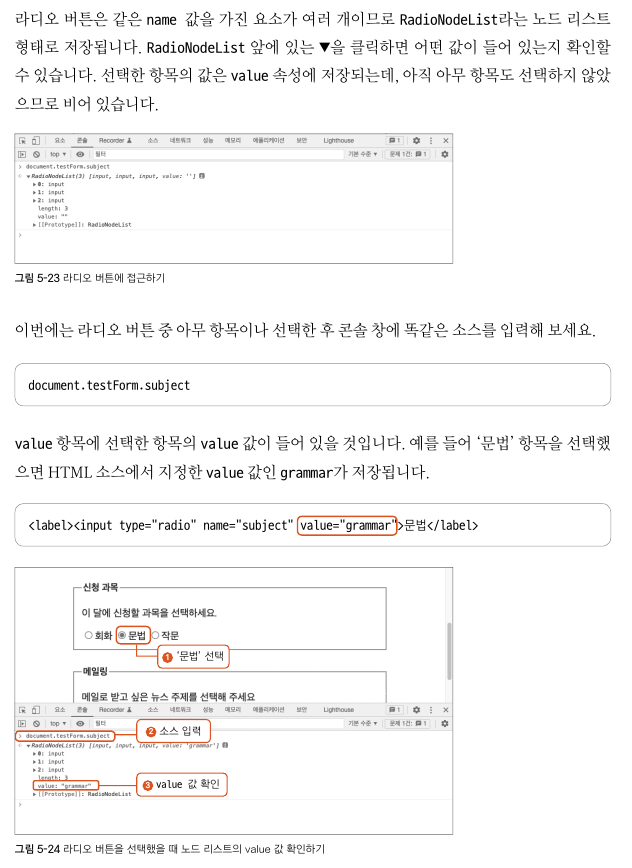 라디오 버튼은 같은 name 값을 가진 요소가 여러 개이므로 RadioNodeList라는 노드 리스트
형태로 저장됩니다. RadioNodeList 앞에 있는 ▼을 클릭하면 어떤 값이 들어 있는지 확인할
수 있습니다. 선택한 항목의 값은 value 속성에 저장되는데, 아직 아무 항목도 선택하지 않았
으므로 비어 있습니다.
요소 콘솔 Recorder 소스 네트워크 성능 메모리 애플리케이션 보안 Lighthouse 1
top ▼ 필터 기본 수준 ▼ 문제 1건: 1
> document.testForm.subject
▼RadioNodeList(3) [input, input, input, value: '']
▶0: input
▶1: input
▶2: input
length: 3
value: ""
▶[[Prototype]]: RadioNodeList
>
그림 5-23 라디오 버튼에 접근하기
이번에는 라디오 버튼 중 아무 항목이나 선택한 후 콘솔 창에 똑같은 소스를 입력해 보세요.
document.testForm.subject
value 항목에 선택한 항목의 value 값이 들어 있을 것입니다. 예를 들어 ‘문법’ 항목을 선택했
으면 HTML 소스에서 지정한 value 값인 grammar가 저장됩니다.
<label><input type="radio" name="subject" value="grammar">문법</label>
신청 과목
이 달에 신청할 과목을 선택하세요.
회화 문법 작문
1 ‘문법’ 선택
메일링
메일로 받고 싶은 뉴스 주제를 선택해 주세요
요소 콘솔 Recorder 소스 네트워크 성능 메모리 애플리케이션 보안 Lighthouse 1
top ▼ 필터 기본 수준 ▼ 문제 1건: 1
2 소스 입력
> document.testForm.subject
▼RadioNodeList(3) [input, input, input, value: 'grammar']
▶0: input
▶1: input
▶2: input
length: 3
value: "grammar"
3 value 값 확인
▶[[Prototype]]: RadioNodeList
>
그림 5-24 라디오 버튼을 선택했을 때 노드 리스트의 value 값 확인하기